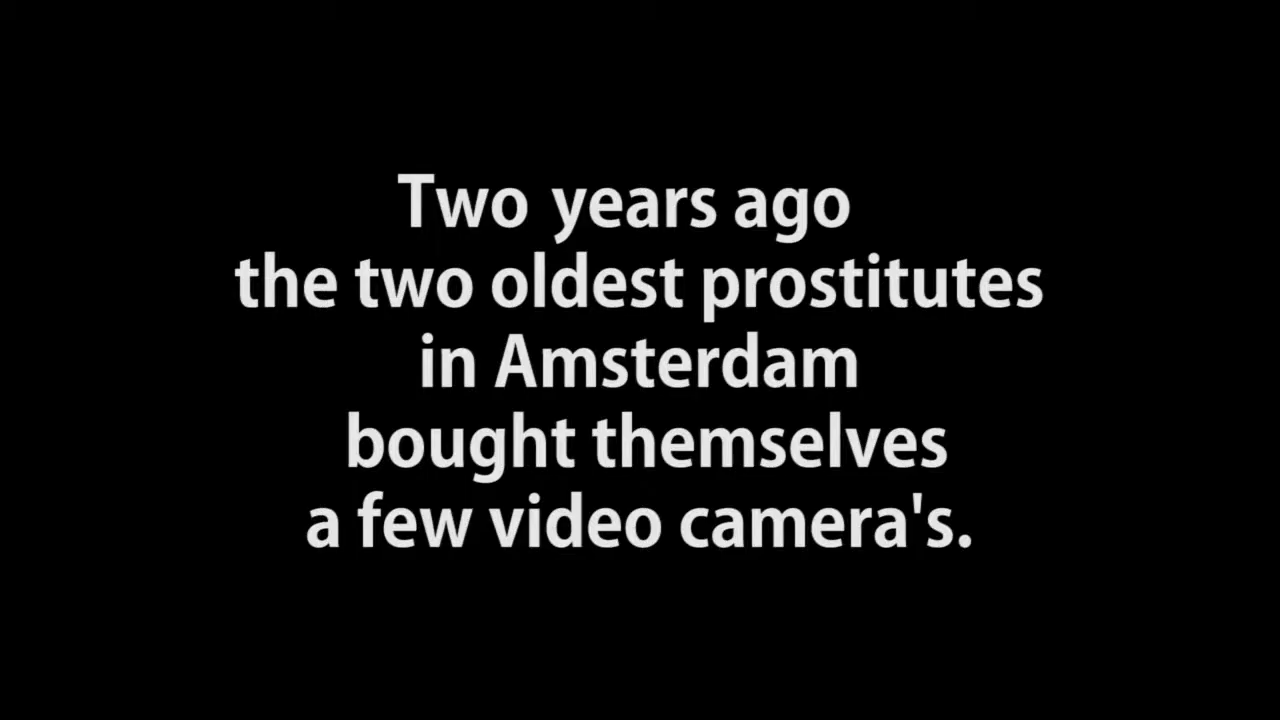 Two years ago
the two oldest prostitutes
in Amsterdam
bought themselves
a few video camera's.